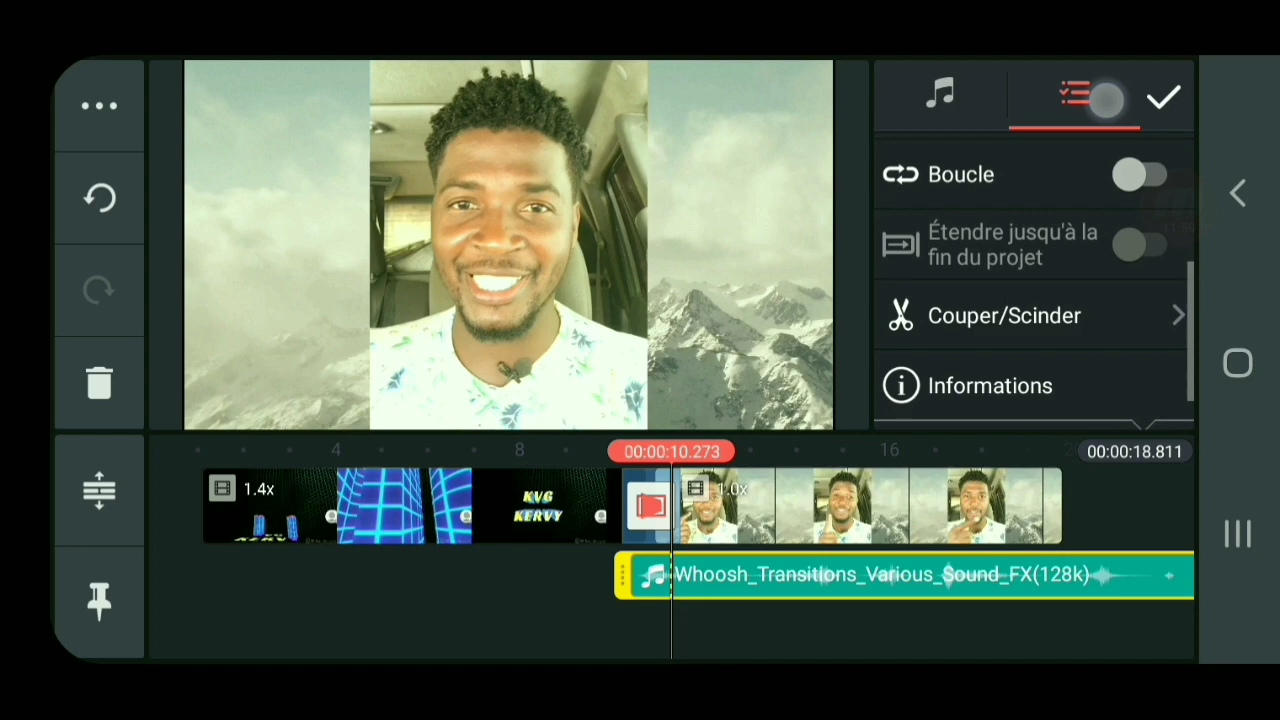 Boucle
Étendre jusqu'à la
fin du projet
Couper/Scinder
Informations
4
8
00:00:10.273
16
00:00:18.811
1.4x
KVG
KERVY
1.0x
Whoosh_Transitions_Various_Sound_FX(128k)